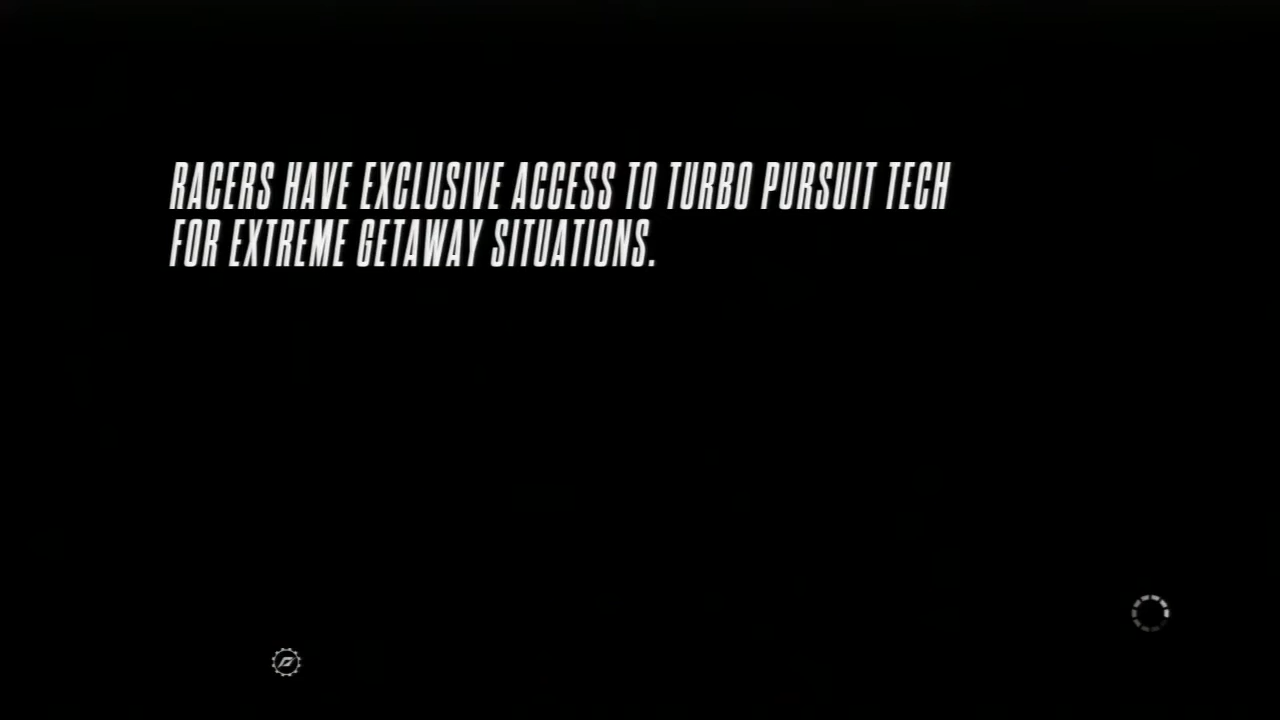 RACERS HAVE EXCLUSIVE ACCESS TO TURBO PURSUIT TECH
FOR EXTREME GETAWAY SITUATIONS.